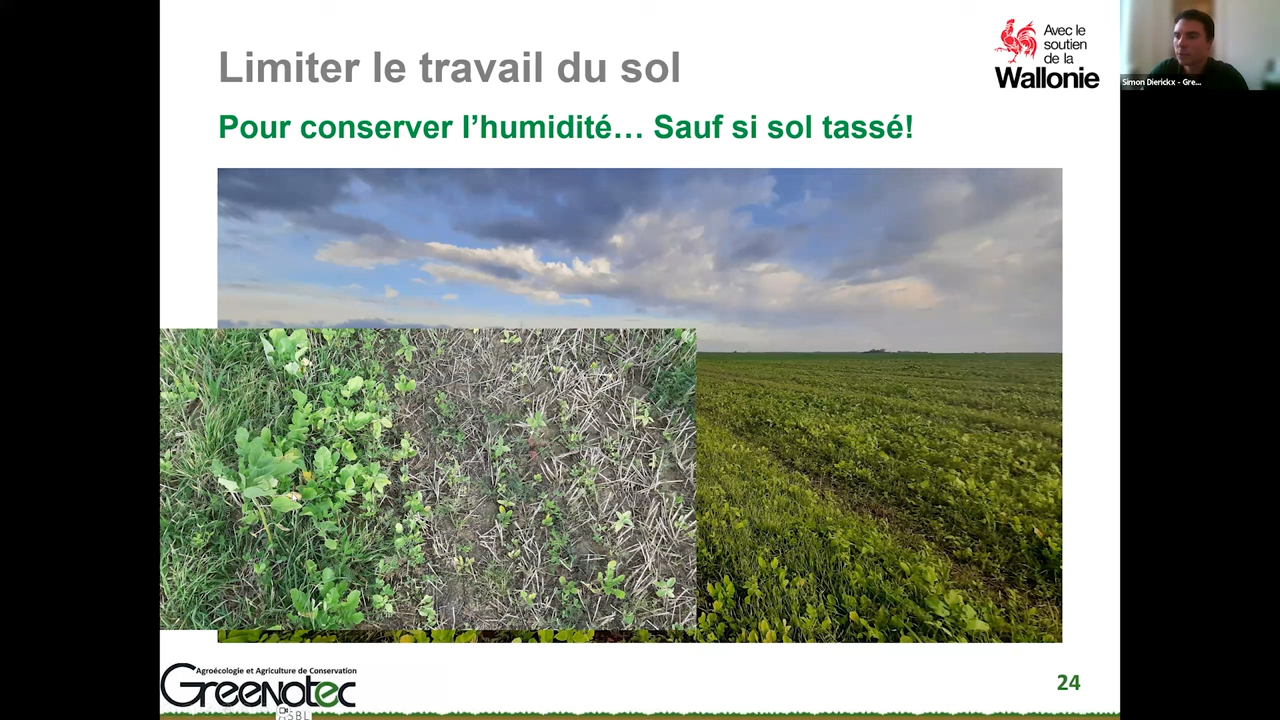 Limiter le travail du sol
Pour conserver l'humidité… Sauf si sol tassé!
Avec le
soutien
de la
Wallonie
Simon Dierickx - Gre...
Agroécologie et Agriculture de Conservation
Greenotec
ASBL
24